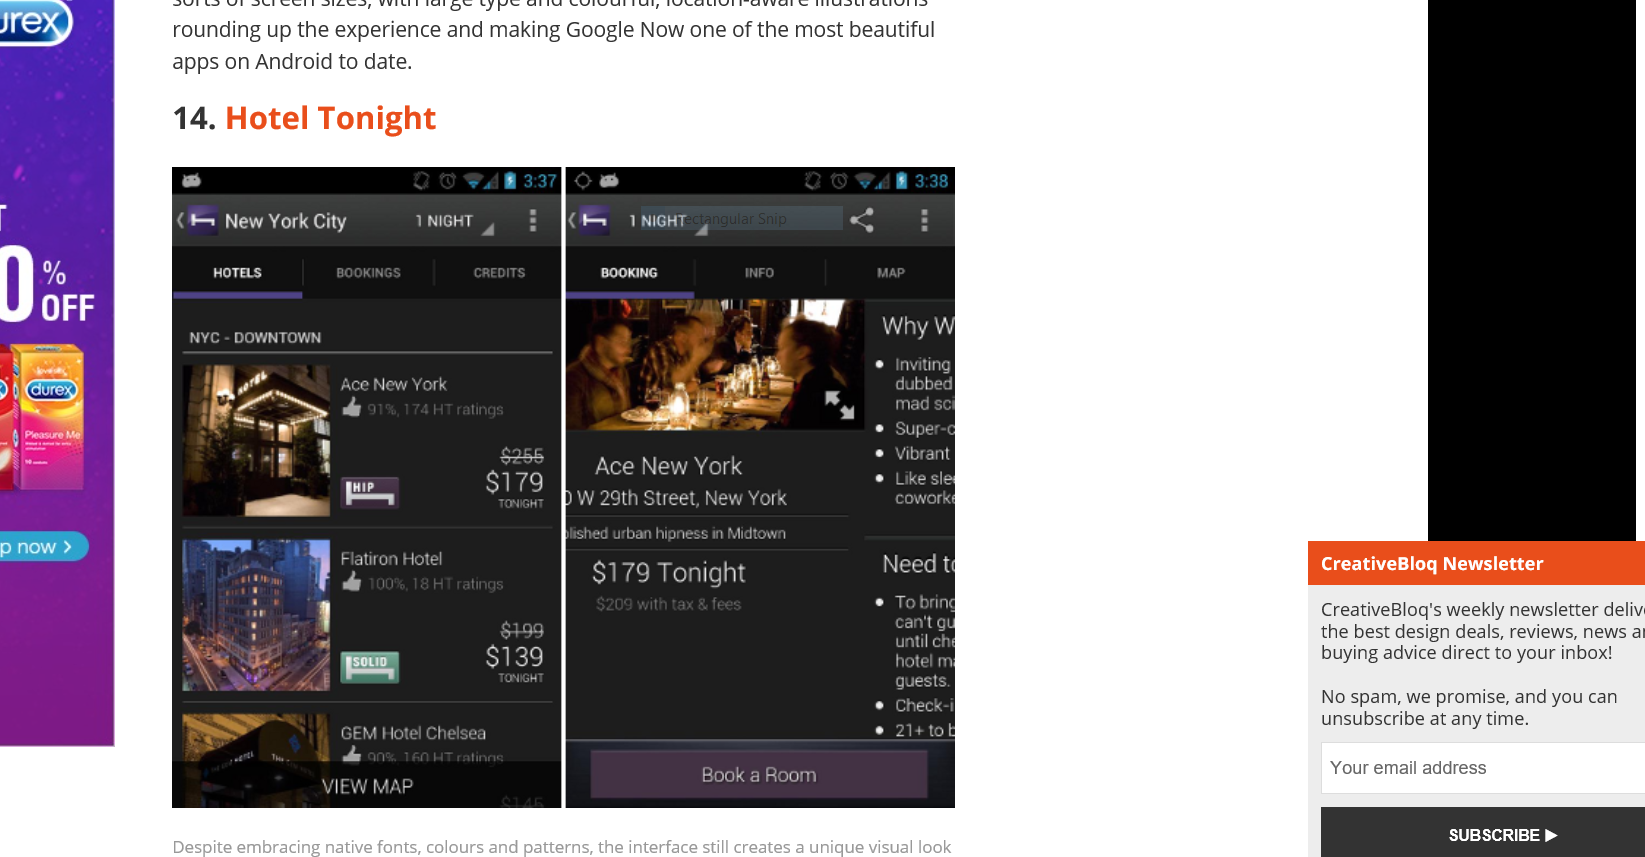 sorts of screen sizes, with large type and colourful, location-aware illustrations
rounding up the experience and making Google Now one of the most beautiful
apps on Android to date.
14. Hotel Tonight
3:37
New York City
1 NIGHT
HOTELS
BOOKINGS
CREDITS
NYC - DOWNTOWN
Ace New York
91%, 174 HT ratings
$255
HIP
$179
TONIGHT
Flatiron Hotel
100%, 18 HT ratings
$199
SOLID
$139
TONIGHT
GEM Hotel Chelsea
90%, 160 HT ratings
VIEW MAP
$145
3:38
1 NIGHT
ectangular Snip
BOOKING
INFO
MAP
Ace New York
0 W 29th Street, New York
lished urban hipness in Midtown
$179 Tonight
$209 with tax & fees
Why W
Inviting
dubbed
mad sci
Super-c
Vibrant
Like slee
coworke
Need to
To bring
can't gu
until che
hotel ma
guests.
Check-i
21+ to b
Book a Room
Despite embracing native fonts, colours and patterns, the interface still creates a unique visual look
urex
T
0% OFF
durex
Pleasure Me
p now >
CreativeBloq Newsletter
CreativeBloq's weekly newsletter delive
the best design deals, reviews, news a
buying advice direct to your inbox!
No spam, we promise, and you can
unsubscribe at any time.
Your email address
SUBSCRIBE ►